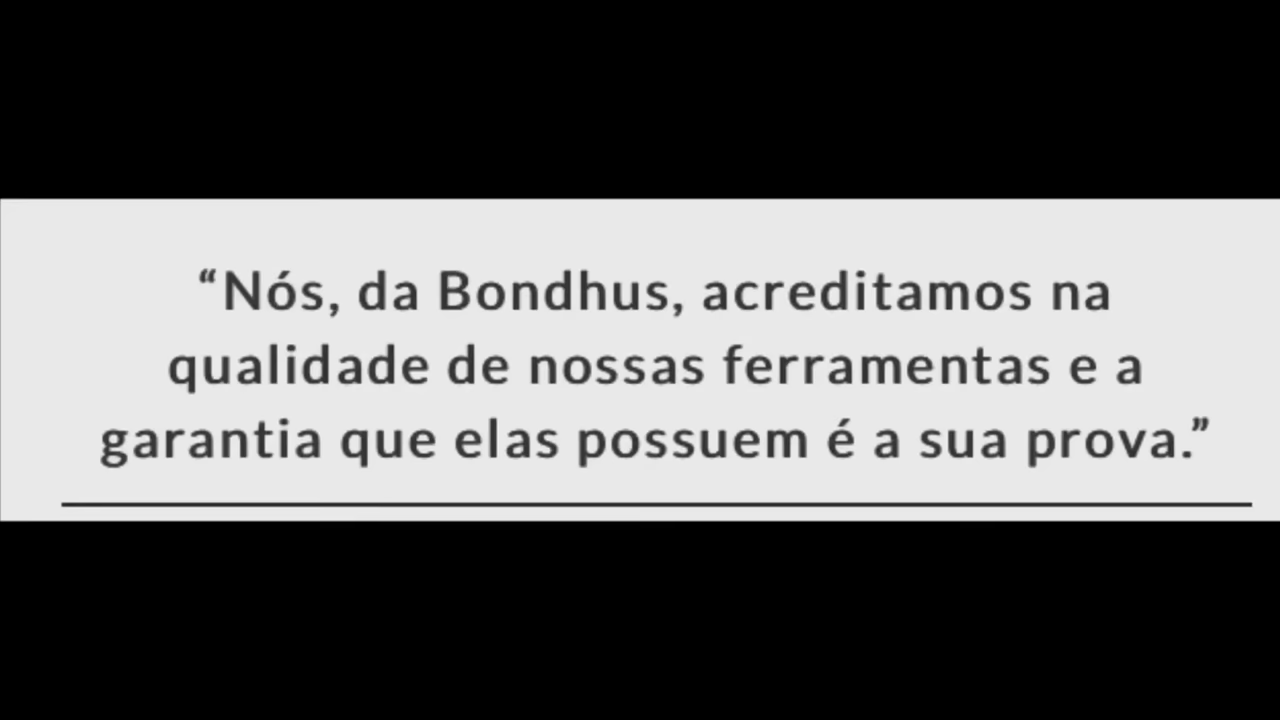 “Nós, da Bondhus, acreditamos na
qualidade de nossas ferramentas e a
garantia que elas possuem é a sua prova.”